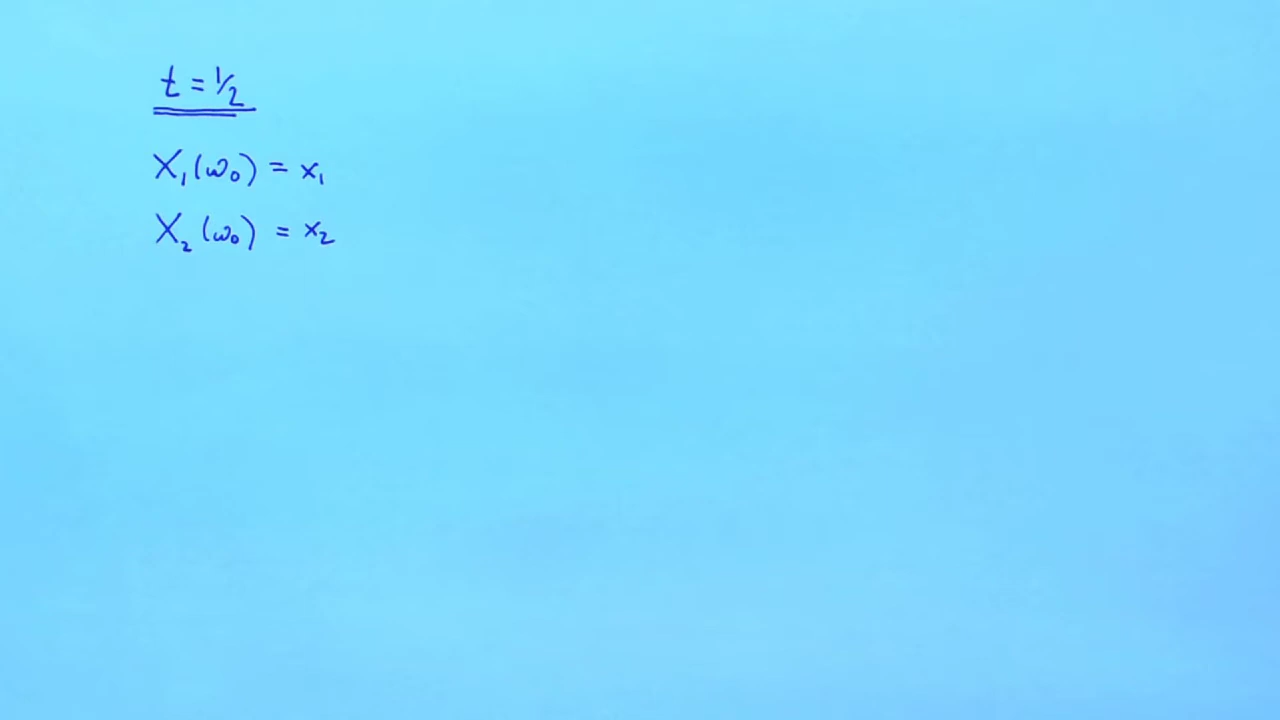 t = 1/2
X₁(ω₀) = x₁
X₂(ω₀) = x₂